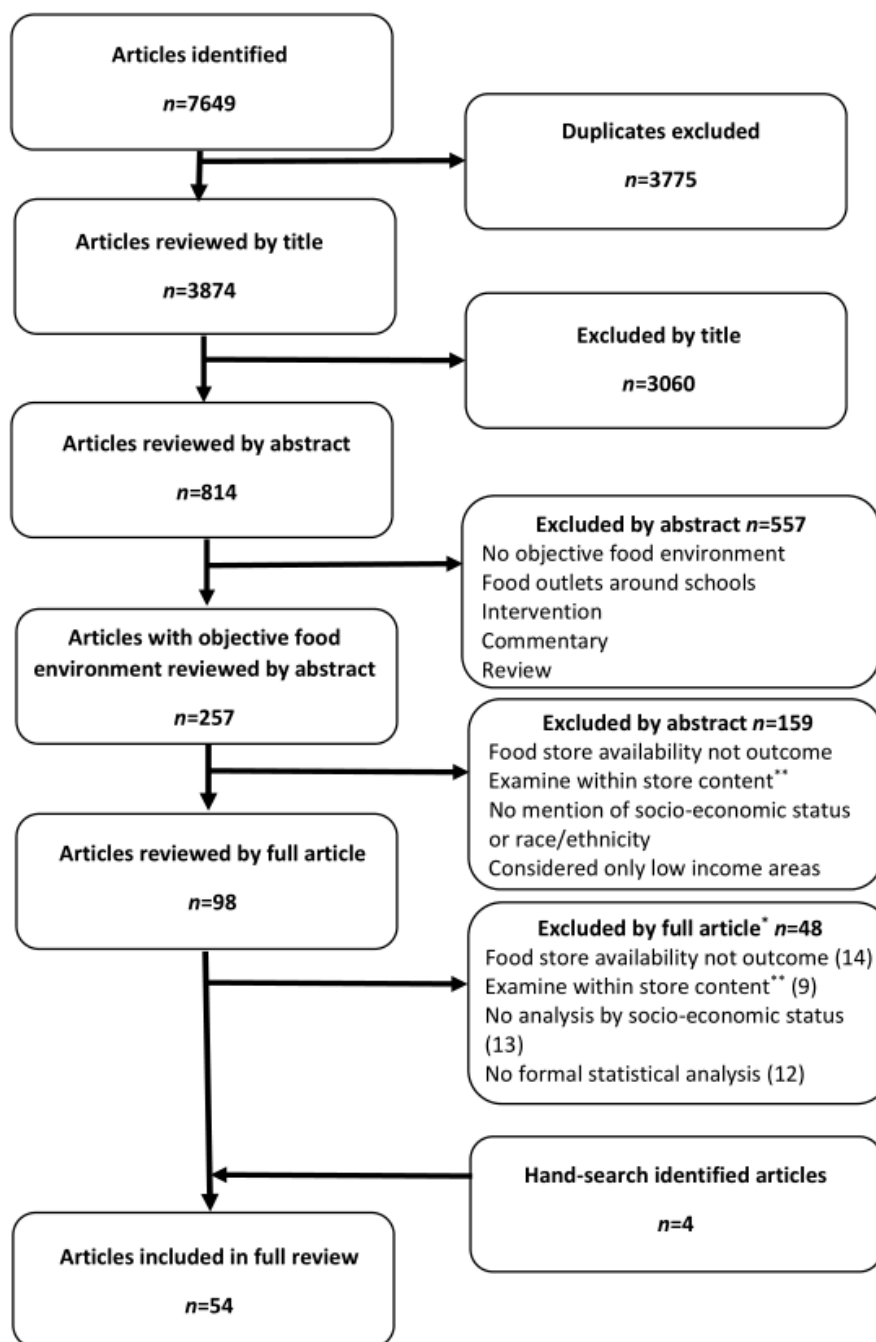 Articles identified
n=7649
Duplicates excluded
n=3775
Articles reviewed by title
n=3874
Excluded by title
n=3060
Articles reviewed by abstract
n=814
Excluded by abstract n=557
No objective food environment
Food outlets around schools
Intervention
Commentary
Review
Articles with objective food
environment reviewed by abstract
n=257
Excluded by abstract n=159
Food store availability not outcome
Examine within store content**
No mention of socio-economic status
or race/ethnicity
Considered only low income areas
Articles reviewed by full article
n=98
Excluded by full article* n=48
Food store availability not outcome (14)
Examine within store content** (9)
No analysis by socio-economic status
(13)
No formal statistical analysis (12)
Hand-search identified articles
n=4
Articles included in full review
n=54